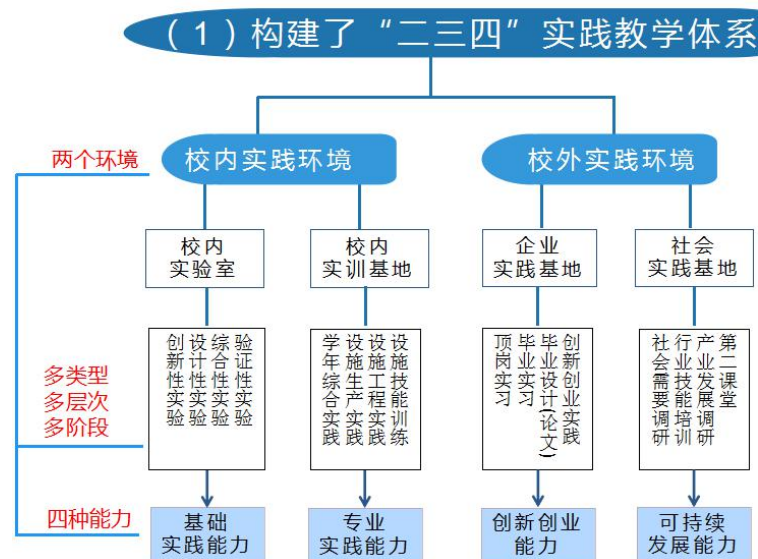 （1）构建了“二三四”实践教学体系
两个环境
校内实践环境
校外实践环境
校内
实验室
校内
实训基地
企业
实践基地
社会
实践基地
多类型
多层次
多阶段
验证性实验
综合性实验
设计性实验
创新性实验
设施技能训练
设施工程实践
设施生产实践
学年综合实践
创新创业实践
毕业设计(论文)
毕业实习
顶岗实习
第二课堂
产业发展调研
行业技能培训
社会需要调研
四种能力
基础
实践能力
专业
实践能力
创新创业
能力
可持续
发展能力